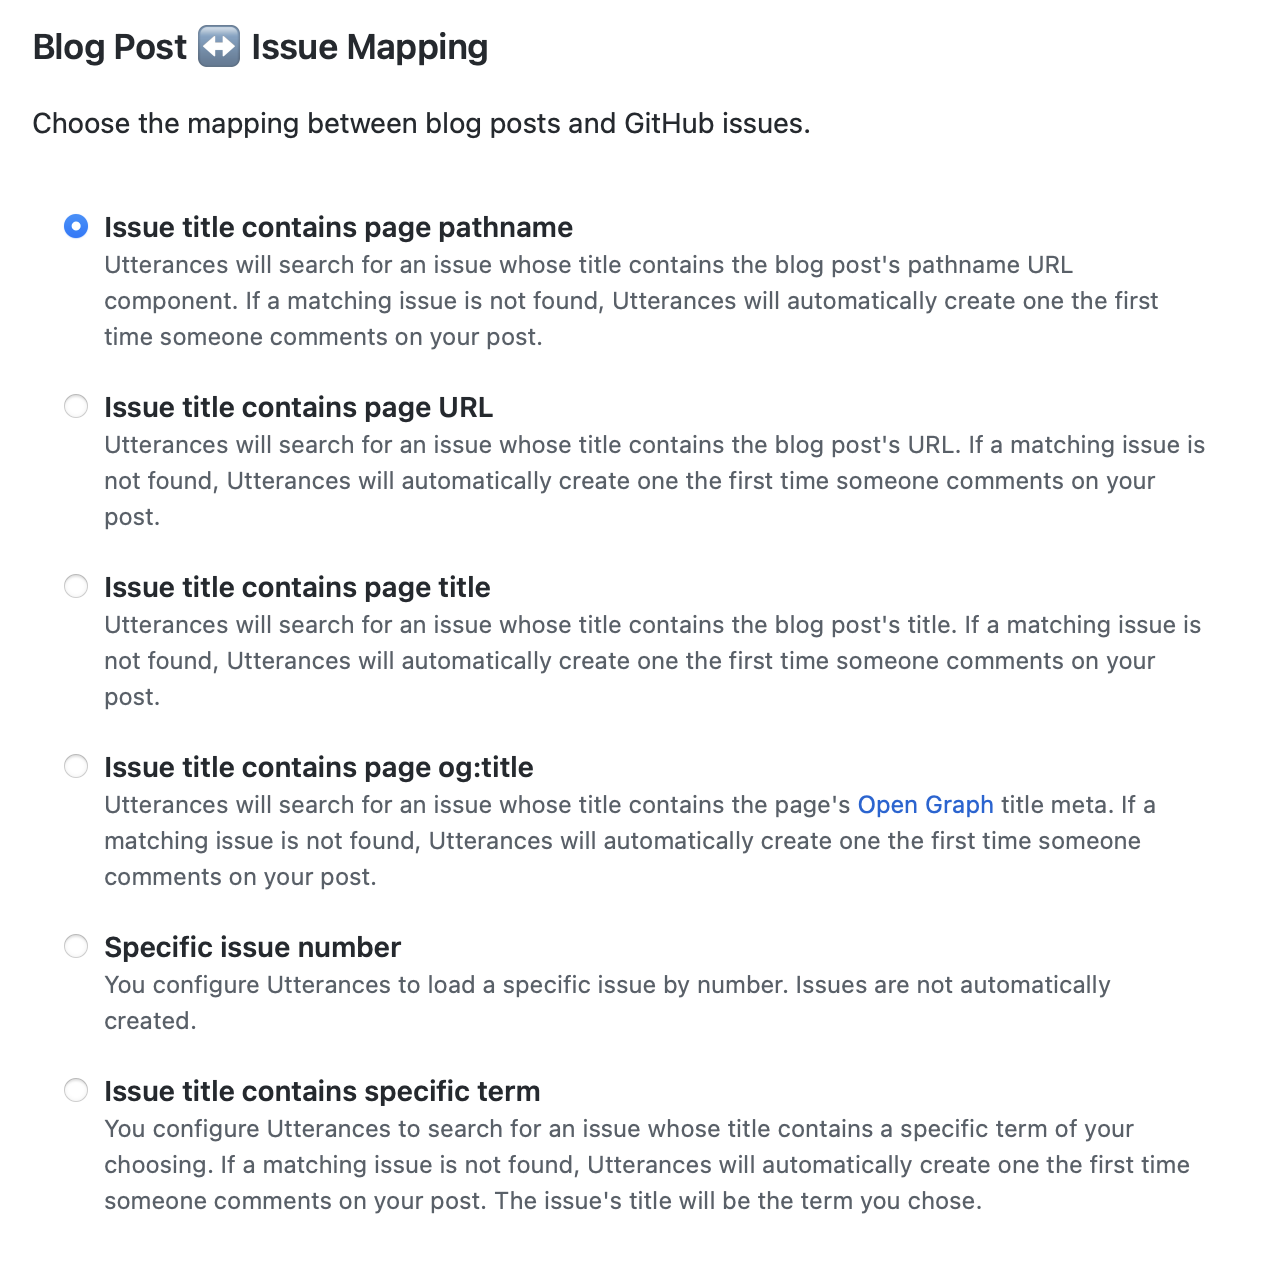 Blog Post ↔️ Issue Mapping
Choose the mapping between blog posts and GitHub issues.
Issue title contains page pathname
Utterances will search for an issue whose title contains the blog post's pathname URL
component. If a matching issue is not found, Utterances will automatically create one the first
time someone comments on your post.
Issue title contains page URL
Utterances will search for an issue whose title contains the blog post's URL. If a matching issue is
not found, Utterances will automatically create one the first time someone comments on your
post.
Issue title contains page title
Utterances will search for an issue whose title contains the blog post's title. If a matching issue is
not found, Utterances will automatically create one the first time someone comments on your
post.
Issue title contains page og:title
Utterances will search for an issue whose title contains the page's Open Graph title meta. If a
matching issue is not found, Utterances will automatically create one the first time someone
comments on your post.
Specific issue number
You configure Utterances to load a specific issue by number. Issues are not automatically
created.
Issue title contains specific term
You configure Utterances to search for an issue whose title contains a specific term of your
choosing. If a matching issue is not found, Utterances will automatically create one the first time
someone comments on your post. The issue's title will be the term you chose.